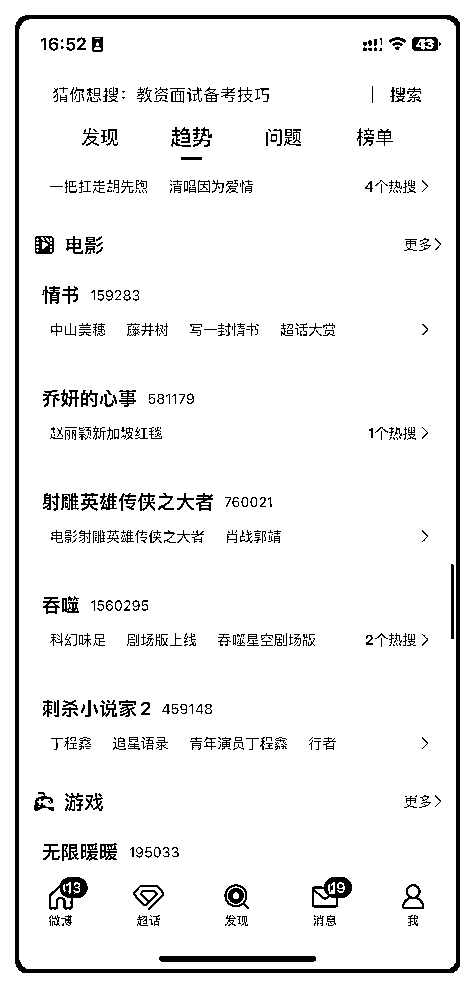 16:52 43
猜你想搜：教资面试备考技巧 | 搜索
发现 趋势 问题 榜单
一把扛走胡先煦 清唱因为爱情 4个热搜
电影 更多
情书 159283
中山美穗 藤井树 写一封情书 超话大赏
乔妍的心事 581179
赵丽颖新加坡红毯 1个热搜
射雕英雄传侠之大者 760021
电影射雕英雄传侠之大者 肖战郭靖
吞噬 1560295
科幻味足 剧场版上线 吞噬星空剧场版 2个热搜
刺杀小说家2 459148
丁程鑫 追星语录 青年演员丁程鑫 行者
游戏 更多
无限暖暖 195033
13 19
微博 超话 发现 消息 我